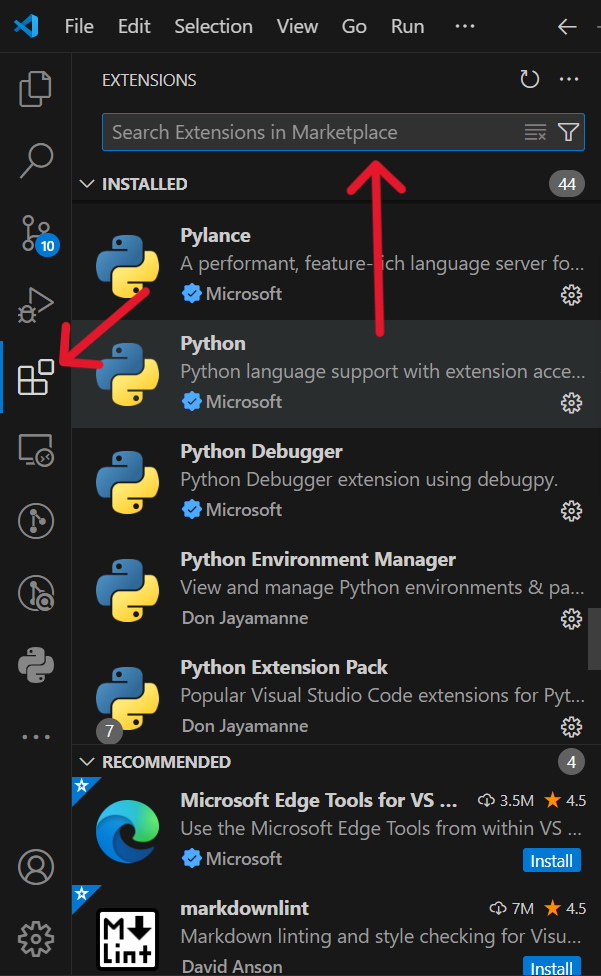 File Edit Selection View Go Run ...
EXTENSIONS
Search Extensions in Marketplace
INSTALLED 44
Pylance
A performant, feature-rich language server fo...
Microsoft
10
Python
Python language support with extension acce...
Microsoft
Python Debugger
Python Debugger extension using debugpy.
Microsoft
Python Environment Manager
View and manage Python environments & pa...
Don Jayamanne
Python Extension Pack
Popular Visual Studio Code extensions for Pyt...
7 Don Jayamanne
RECOMMENDED 4
Microsoft Edge Tools for VS ... 3.5M 4.5
Use the Microsoft Edge Tools from within VS ...
Microsoft Install
markdownlint 7M 4.5
Markdown linting and style checking for Visu...
M Lint
David Anson Install